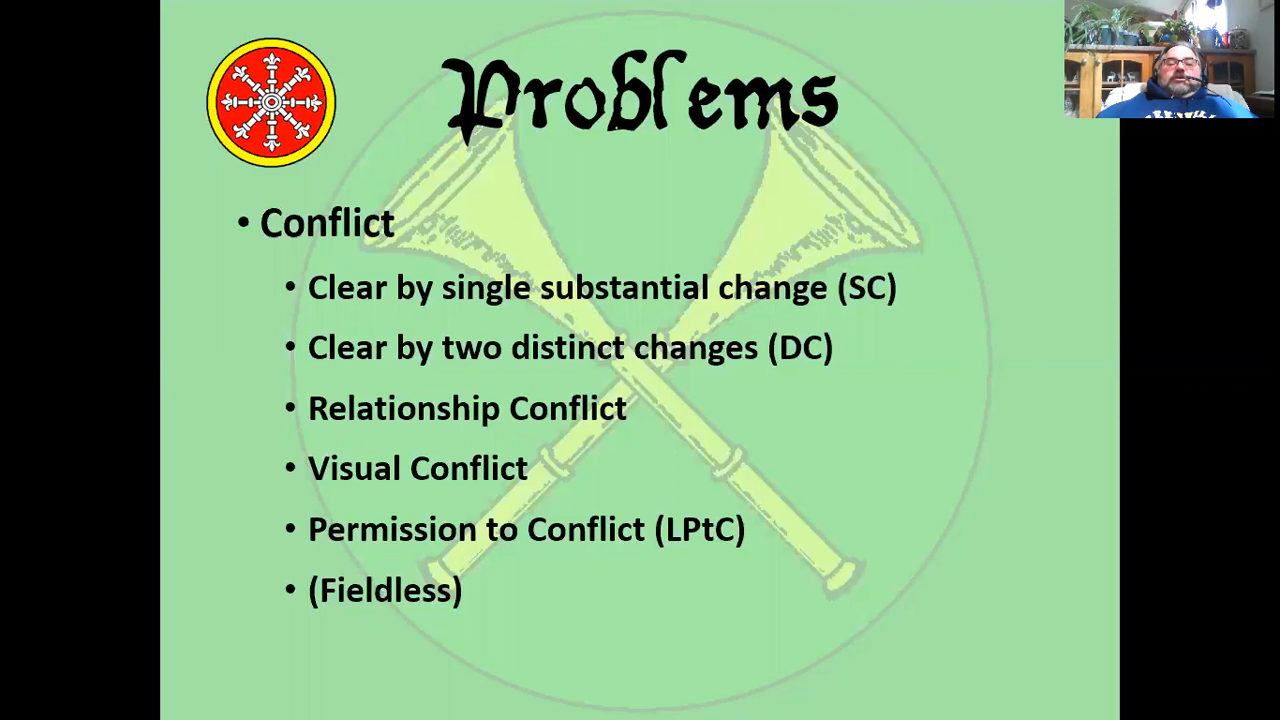 Problems
• Conflict
• Clear by single substantial change (SC)
• Clear by two distinct changes (DC)
• Relationship Conflict
• Visual Conflict
• Permission to Conflict (LPtC)
• (Fieldless)